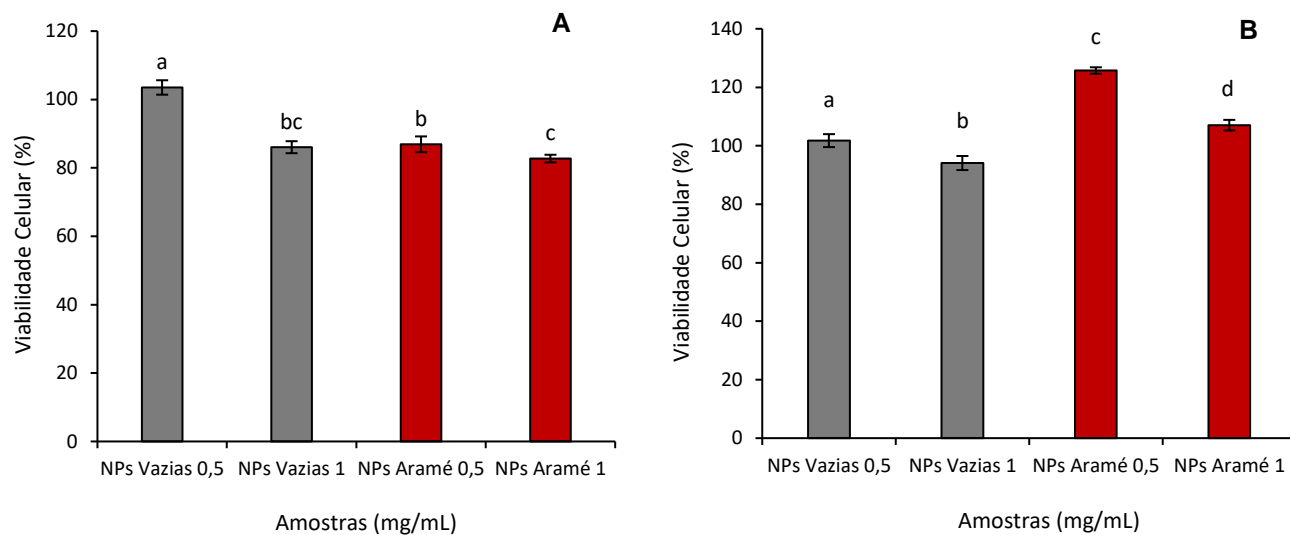 A
120
100
80
60
40
20
0
Viabilidade Celular (%)
a
bc
b
c
NPs Vazias 0,5
NPs Vazias 1
NPs Aramé 0,5
NPs Aramé 1
Amostras (mg/mL)
B
140
120
100
80
60
40
20
0
Viabilidade Celular (%)
a
b
c
d
NPs Vazias 0,5
NPs Vazias 1
NPs Aramé 0,5
NPs Aramé 1
Amostras (mg/mL)